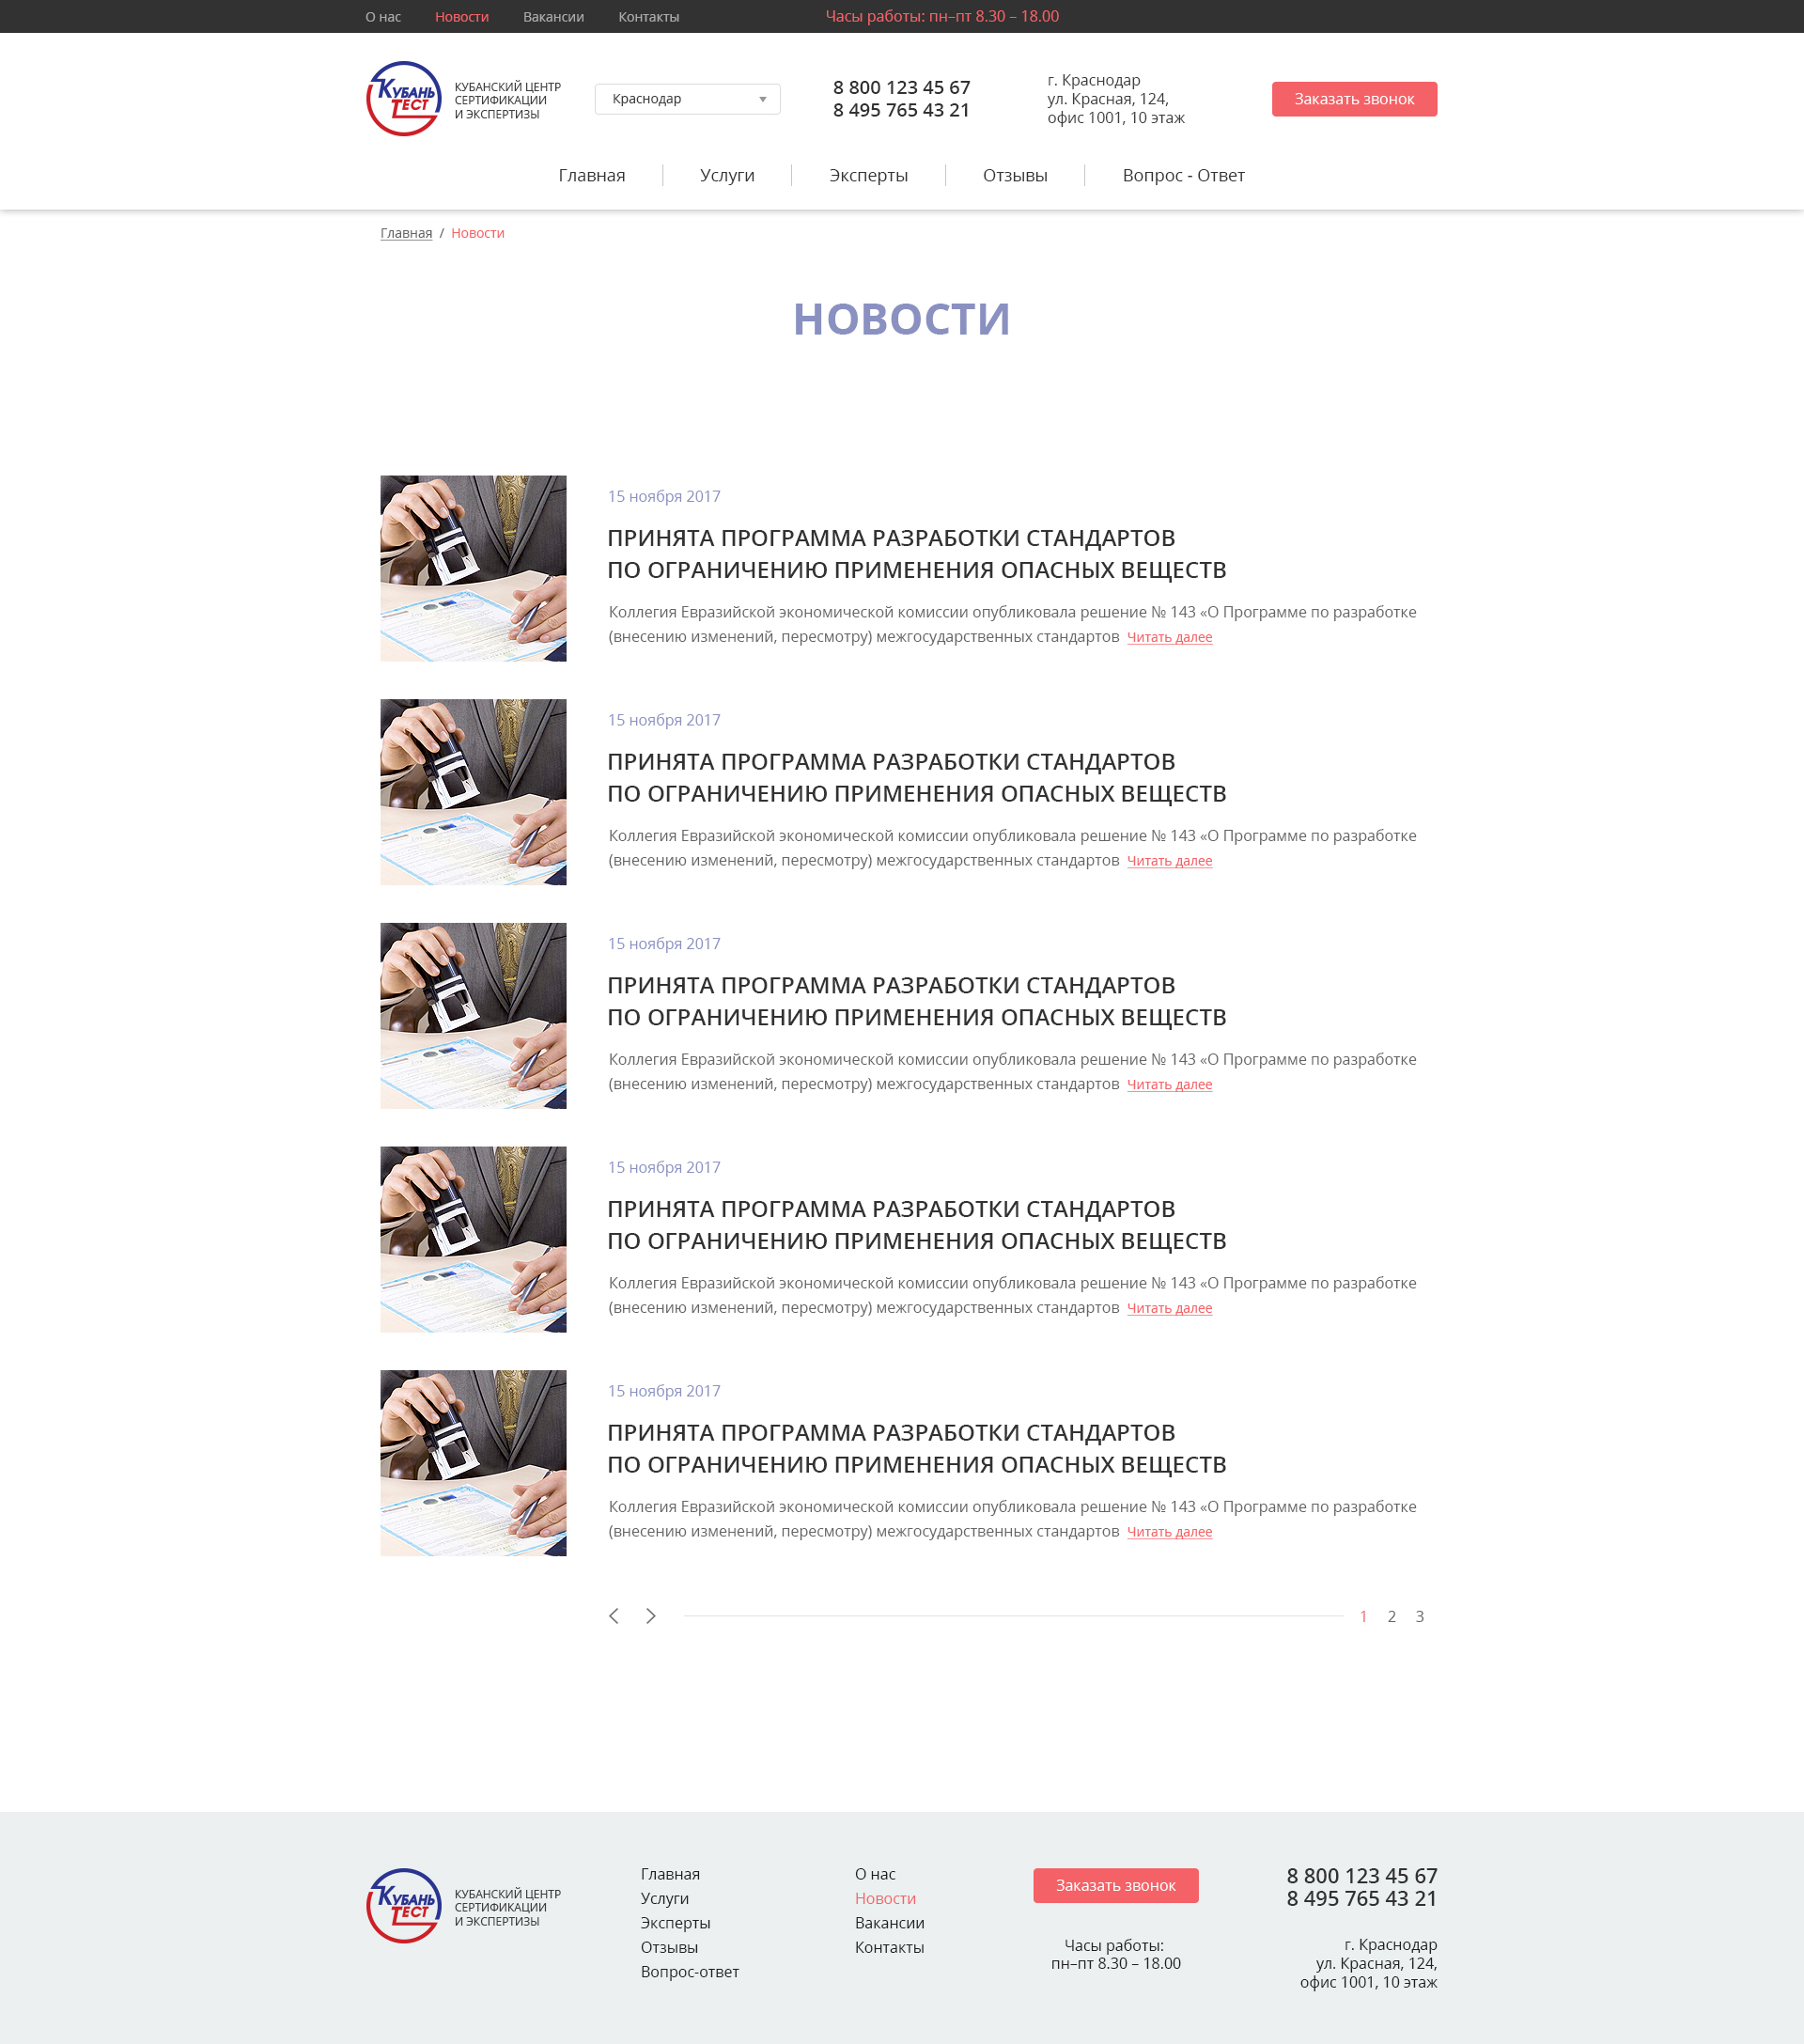 О нас Новости Вакансии Контакты Часы работы: пн–пт 8.30 – 18.00
КУБАНЬ
ТЕСТ
КУБАНСКИЙ ЦЕНТР
СЕРТИФИКАЦИИ
И ЭКСПЕРТИЗЫ
Краснодар
8 800 123 45 67
8 495 765 43 21
г. Краснодар
ул. Красная, 124,
офис 1001, 10 этаж
Заказать звонок
Главная Услуги Эксперты Отзывы Вопрос - Ответ
Главная / Новости
НОВОСТИ
15 ноября 2017
ПРИНЯТА ПРОГРАММА РАЗРАБОТКИ СТАНДАРТОВ
ПО ОГРАНИЧЕНИЮ ПРИМЕНЕНИЯ ОПАСНЫХ ВЕЩЕСТВ
Коллегия Евразийской экономической комиссии опубликовала решение № 143 «О Программе по разработке
(внесению изменений, пересмотру) межгосударственных стандартов Читать далее
15 ноября 2017
ПРИНЯТА ПРОГРАММА РАЗРАБОТКИ СТАНДАРТОВ
ПО ОГРАНИЧЕНИЮ ПРИМЕНЕНИЯ ОПАСНЫХ ВЕЩЕСТВ
Коллегия Евразийской экономической комиссии опубликовала решение № 143 «О Программе по разработке
(внесению изменений, пересмотру) межгосударственных стандартов Читать далее
15 ноября 2017
ПРИНЯТА ПРОГРАММА РАЗРАБОТКИ СТАНДАРТОВ
ПО ОГРАНИЧЕНИЮ ПРИМЕНЕНИЯ ОПАСНЫХ ВЕЩЕСТВ
Коллегия Евразийской экономической комиссии опубликовала решение № 143 «О Программе по разработке
(внесению изменений, пересмотру) межгосударственных стандартов Читать далее
15 ноября 2017
ПРИНЯТА ПРОГРАММА РАЗРАБОТКИ СТАНДАРТОВ
ПО ОГРАНИЧЕНИЮ ПРИМЕНЕНИЯ ОПАСНЫХ ВЕЩЕСТВ
Коллегия Евразийской экономической комиссии опубликовала решение № 143 «О Программе по разработке
(внесению изменений, пересмотру) межгосударственных стандартов Читать далее
15 ноября 2017
ПРИНЯТА ПРОГРАММА РАЗРАБОТКИ СТАНДАРТОВ
ПО ОГРАНИЧЕНИЮ ПРИМЕНЕНИЯ ОПАСНЫХ ВЕЩЕСТВ
Коллегия Евразийской экономической комиссии опубликовала решение № 143 «О Программе по разработке
(внесению изменений, пересмотру) межгосударственных стандартов Читать далее
1 2 3
КУБАНЬ
ТЕСТ
КУБАНСКИЙ ЦЕНТР
СЕРТИФИКАЦИИ
И ЭКСПЕРТИЗЫ
Главная
Услуги
Эксперты
Отзывы
Вопрос-ответ
О нас
Новости
Вакансии
Контакты
Заказать звонок
Часы работы:
пн–пт 8.30 – 18.00
8 800 123 45 67
8 495 765 43 21
г. Краснодар
ул. Красная, 124,
офис 1001, 10 этаж